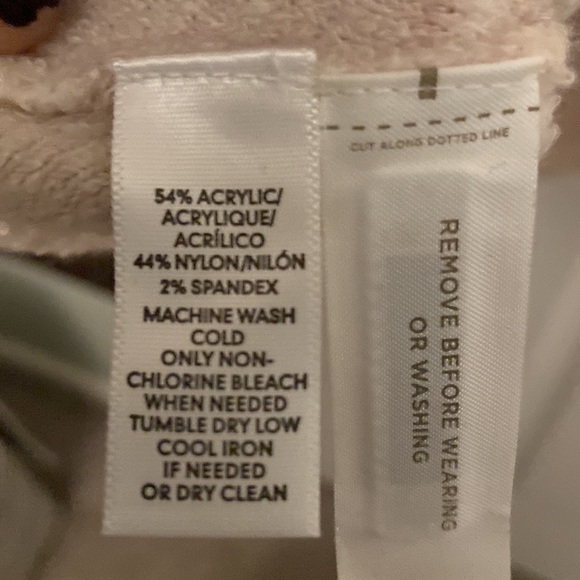 54% ACRYLIC/
ACRYLIQUE/
ACRÍLICO
44% NYLON/NILÓN
2% SPANDEX
MACHINE WASH
COLD
ONLY NON-
CHLORINE BLEACH
WHEN NEEDED
TUMBLE DRY LOW
COOL IRON
IF NEEDED
OR DRY CLEAN
CUT ALONG DOTTED LINE
REMOVE BEFORE WEARING
OR WASHING